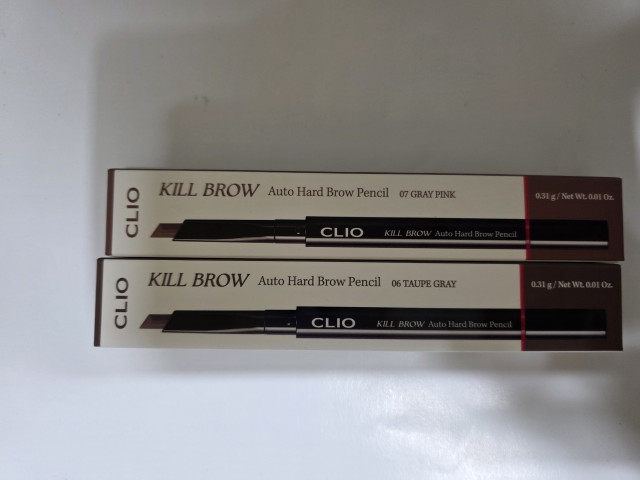 CLIO
KILL BROW Auto Hard Brow Pencil 07 GRAY PINK
0.31 g / Net Wt. 0.01 Oz.
CLIO KILL BROW Auto Hard Brow Pencil
CLIO
KILL BROW Auto Hard Brow Pencil 06 TAUPE GRAY
0.31 g / Net Wt. 0.01 Oz.
CLIO KILL BROW Auto Hard Brow Pencil